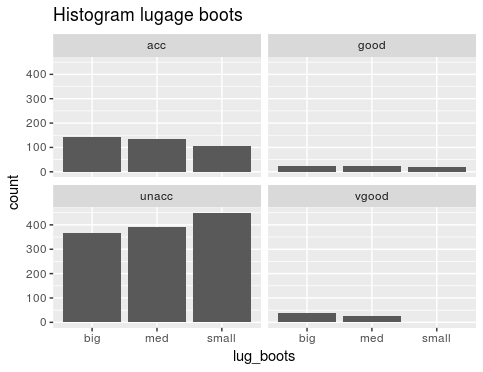 Histogram lugage boots
acc
good
400
300
200
100
0
unacc
vgood
400
300
200
100
0
count
big
med
small
big
med
small
lug_boots